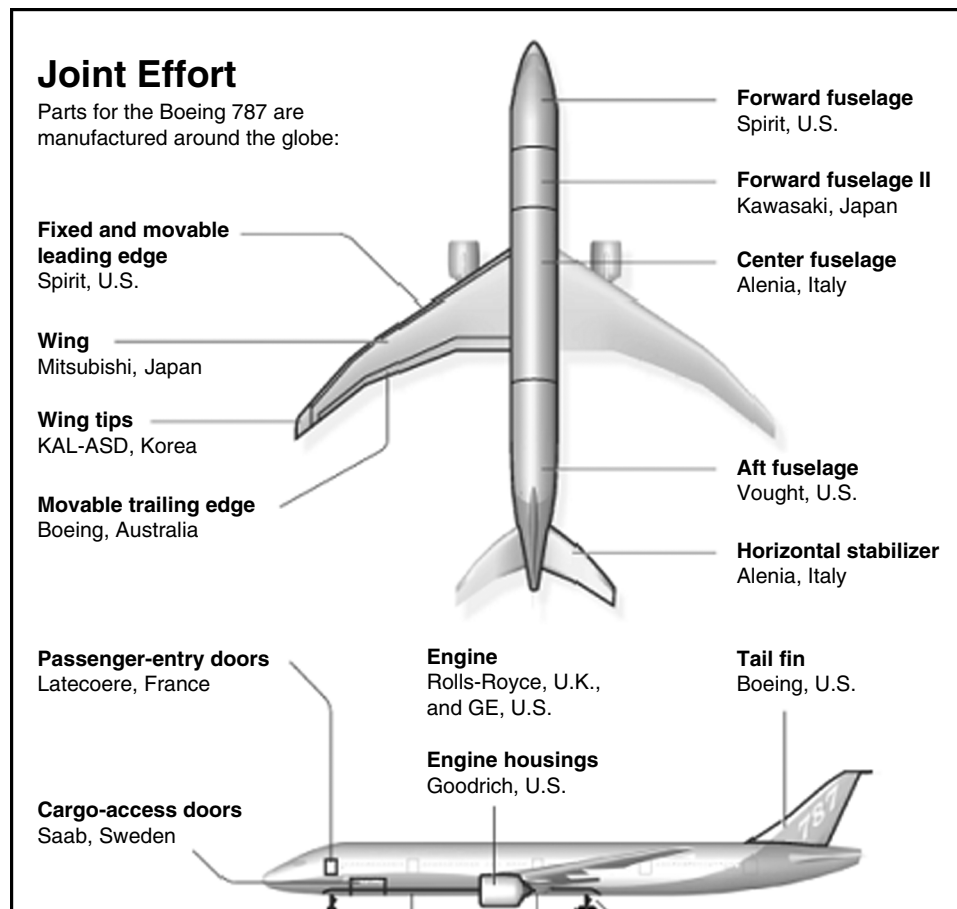 Joint Effort
Parts for the Boeing 787 are
manufactured around the globe:
Forward fuselage
Spirit, U.S.
Forward fuselage II
Kawasaki, Japan
Center fuselage
Alenia, Italy
Fixed and movable
leading edge
Spirit, U.S.
Wing
Mitsubishi, Japan
Wing tips
KAL-ASD, Korea
Movable trailing edge
Boeing, Australia
Aft fuselage
Vought, U.S.
Horizontal stabilizer
Alenia, Italy
Passenger-entry doors
Latecoere, France
Engine
Rolls-Royce, U.K.,
and GE, U.S.
Tail fin
Boeing, U.S.
Engine housings
Goodrich, U.S.
Cargo-access doors
Saab, Sweden
787